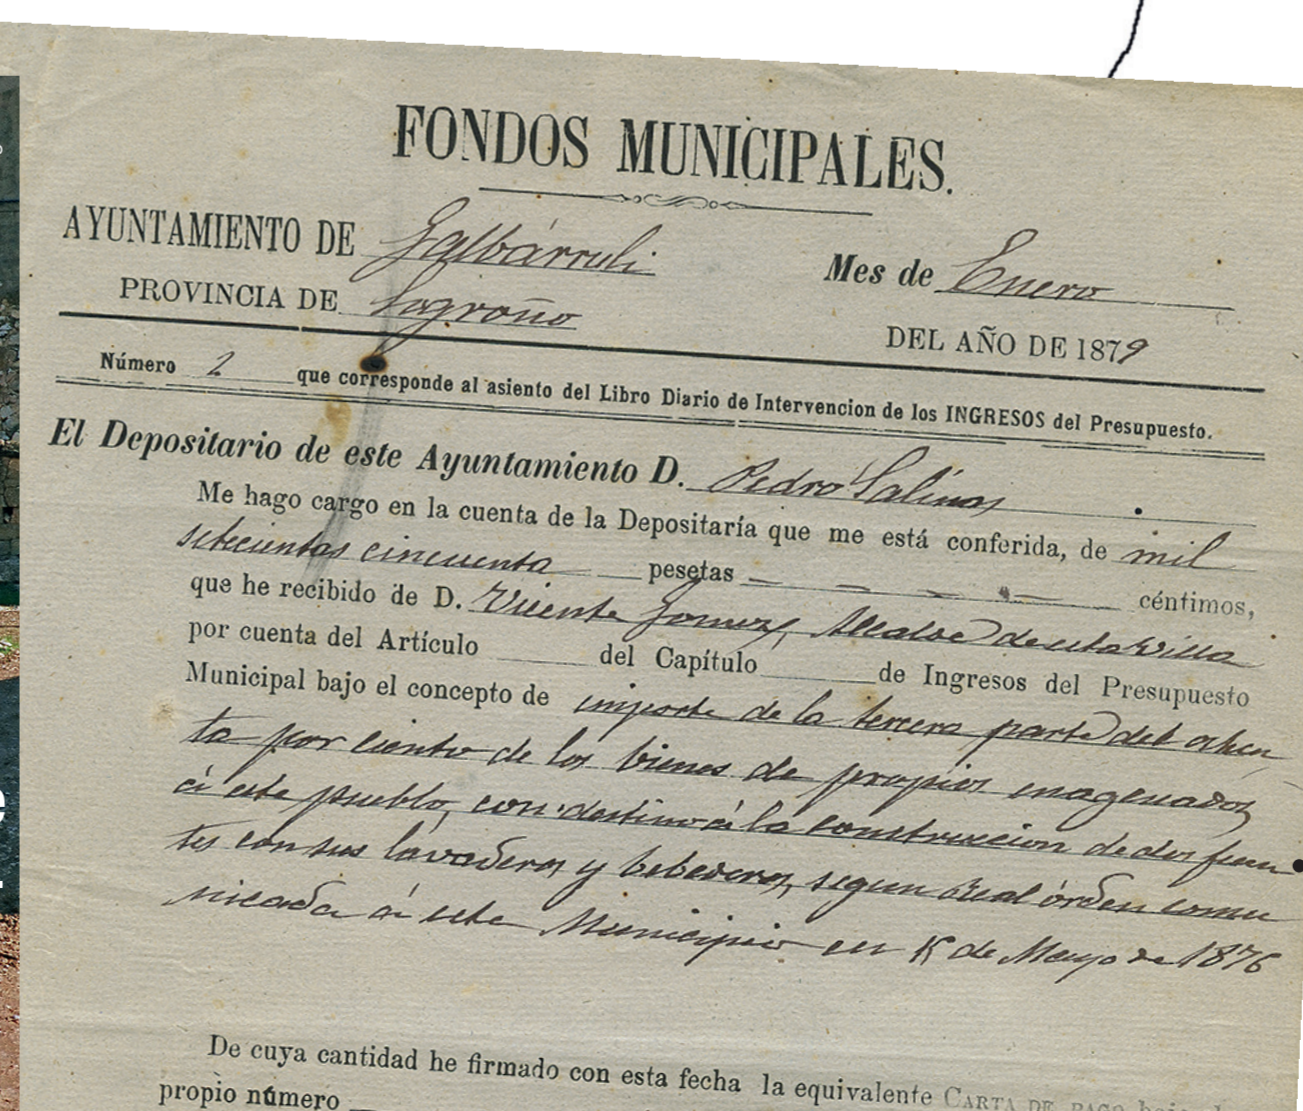 FONDOS MUNICIPALES.
AYUNTAMIENTO DE Galbárruli
Mes de Enero
PROVINCIA DE Logroño
DEL AÑO DE 1879
Número 2 que corresponde al asiento del Libro Diario de Intervencion de los INGRESOS del Presupuesto.
El Depositario de este Ayuntamiento D. Pedro Salinas
Me hago cargo en la cuenta de la Depositaría que me está conferida, de mil
setecientas cincuenta pesetas céntimos,
que he recibido de D. Vicente Gomez, Alcalde de esta Villa
por cuenta del Artículo del Capítulo de Ingresos del Presupuesto
Municipal bajo el concepto de importe de la tercera parte del ochen
ta por ciento de los bienes de propios enagenados
á este pueblo, con destino á la construccion de dos fuen
tes con sus lavaderos y bebederos, segun Real órden comu
nicada á este Municipio en de Mayo de 1876
De cuya cantidad he firmado con esta fecha la equivalente CARTA DE PAGO bajo
propio número